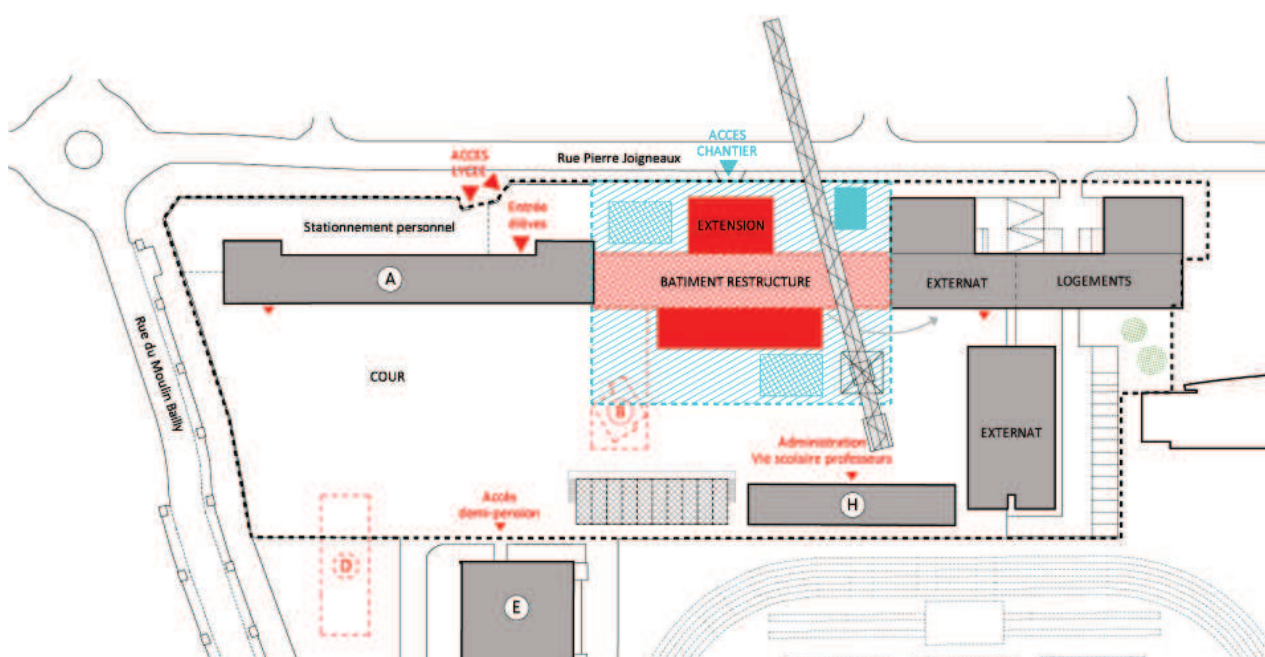 ACCES
CHANTIER
Rue Pierre Joigneaux
ACCES
LYCEE
Entrée
élèves
Stationnement personnel
EXTENSION
A
BATIMENT RESTRUCTURE
EXTERNAT
LOGEMENTS
Rue du Moulin Bailly
COUR
B
EXTERNAT
Administration
Vie scolaire professeurs
H
Accès
demi-pension
D
E